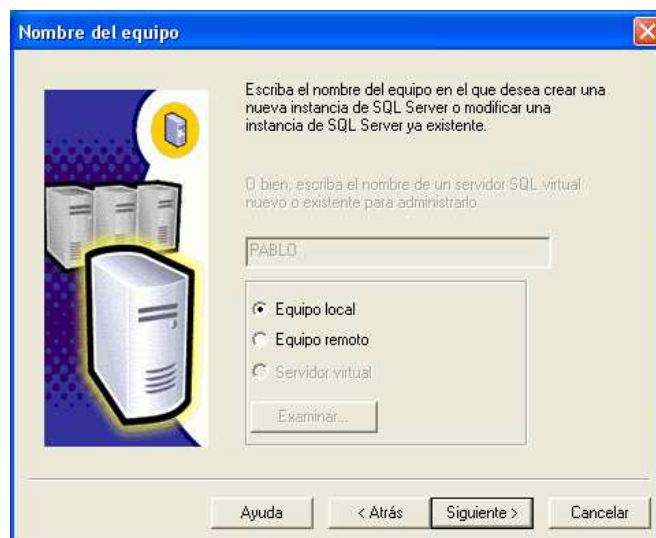 Nombre del equipo
Escriba el nombre del equipo en el que desea crear una
nueva instancia de SQL Server o modificar una
instancia de SQL Server ya existente.
O bien, escriba el nombre de un servidor SQL virtual
nuevo o existente para administrarlo.
PABLO
Equipo local
Equipo remoto
Servidor virtual
Examinar...
Ayuda
< Atrás
Siguiente >
Cancelar